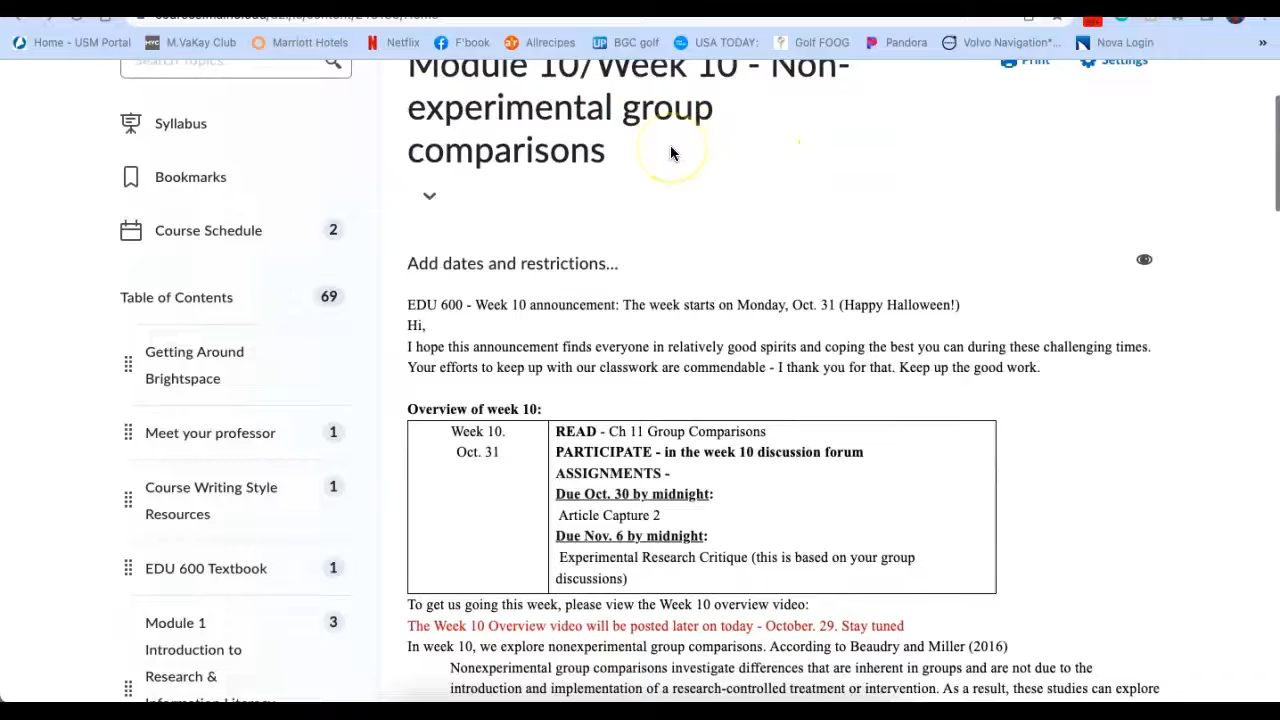 Home - USM Portal
M.VaKay Club
Marriott Hotels
Netflix
F'book
Allrecipes
BGC golf
USA TODAY:
Golf FOOS
Pandora
Volvo Navigation*...
Nova Login
»
Search Topics
Syllabus
Bookmarks
Course Schedule 2
Table of Contents 69
Getting Around
Brightspace
Meet your professor 1
Course Writing Style 1
Resources
EDU 600 Textbook 1
Module 1 3
Introduction to
Research &
Print
Settings
Module 10/Week 10 - Non-
experimental group
comparisons
Add dates and restrictions...
EDU 600 - Week 10 announcement: The week starts on Monday, Oct. 31 (Happy Halloween!)
Hi,
I hope this announcement finds everyone in relatively good spirits and coping the best you can during these challenging times.
Your efforts to keep up with our classwork are commendable - I thank you for that. Keep up the good work.
Overview of week 10:
Week 10.
Oct. 31
READ - Ch 11 Group Comparisons
PARTICIPATE - in the week 10 discussion forum
ASSIGNMENTS -
Due Oct. 30 by midnight:
Article Capture 2
Due Nov. 6 by midnight:
Experimental Research Critique (this is based on your group
discussions)
To get us going this week, please view the Week 10 overview video:
The Week 10 Overview video will be posted later on today - October. 29. Stay tuned
In week 10, we explore nonexperimental group comparisons. According to Beaudry and Miller (2016)
Nonexperimental group comparisons investigate differences that are inherent in groups and are not due to the
introduction and implementation of a research-controlled treatment or intervention. As a result, these studies can explore